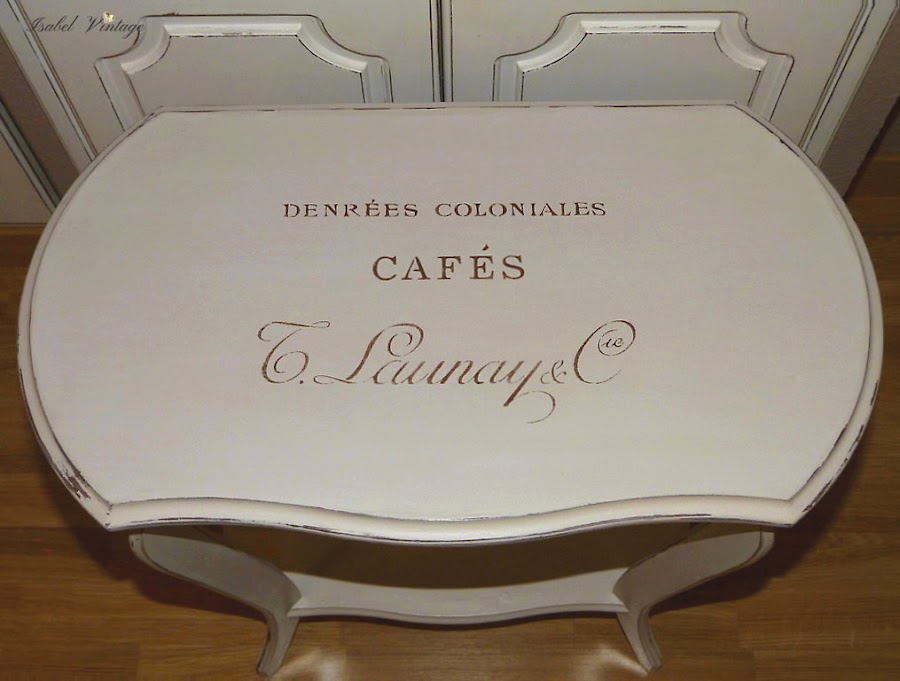 Isabel Vintage
DENRÉES COLONIALES
CAFÉS
T. Launay & Cie